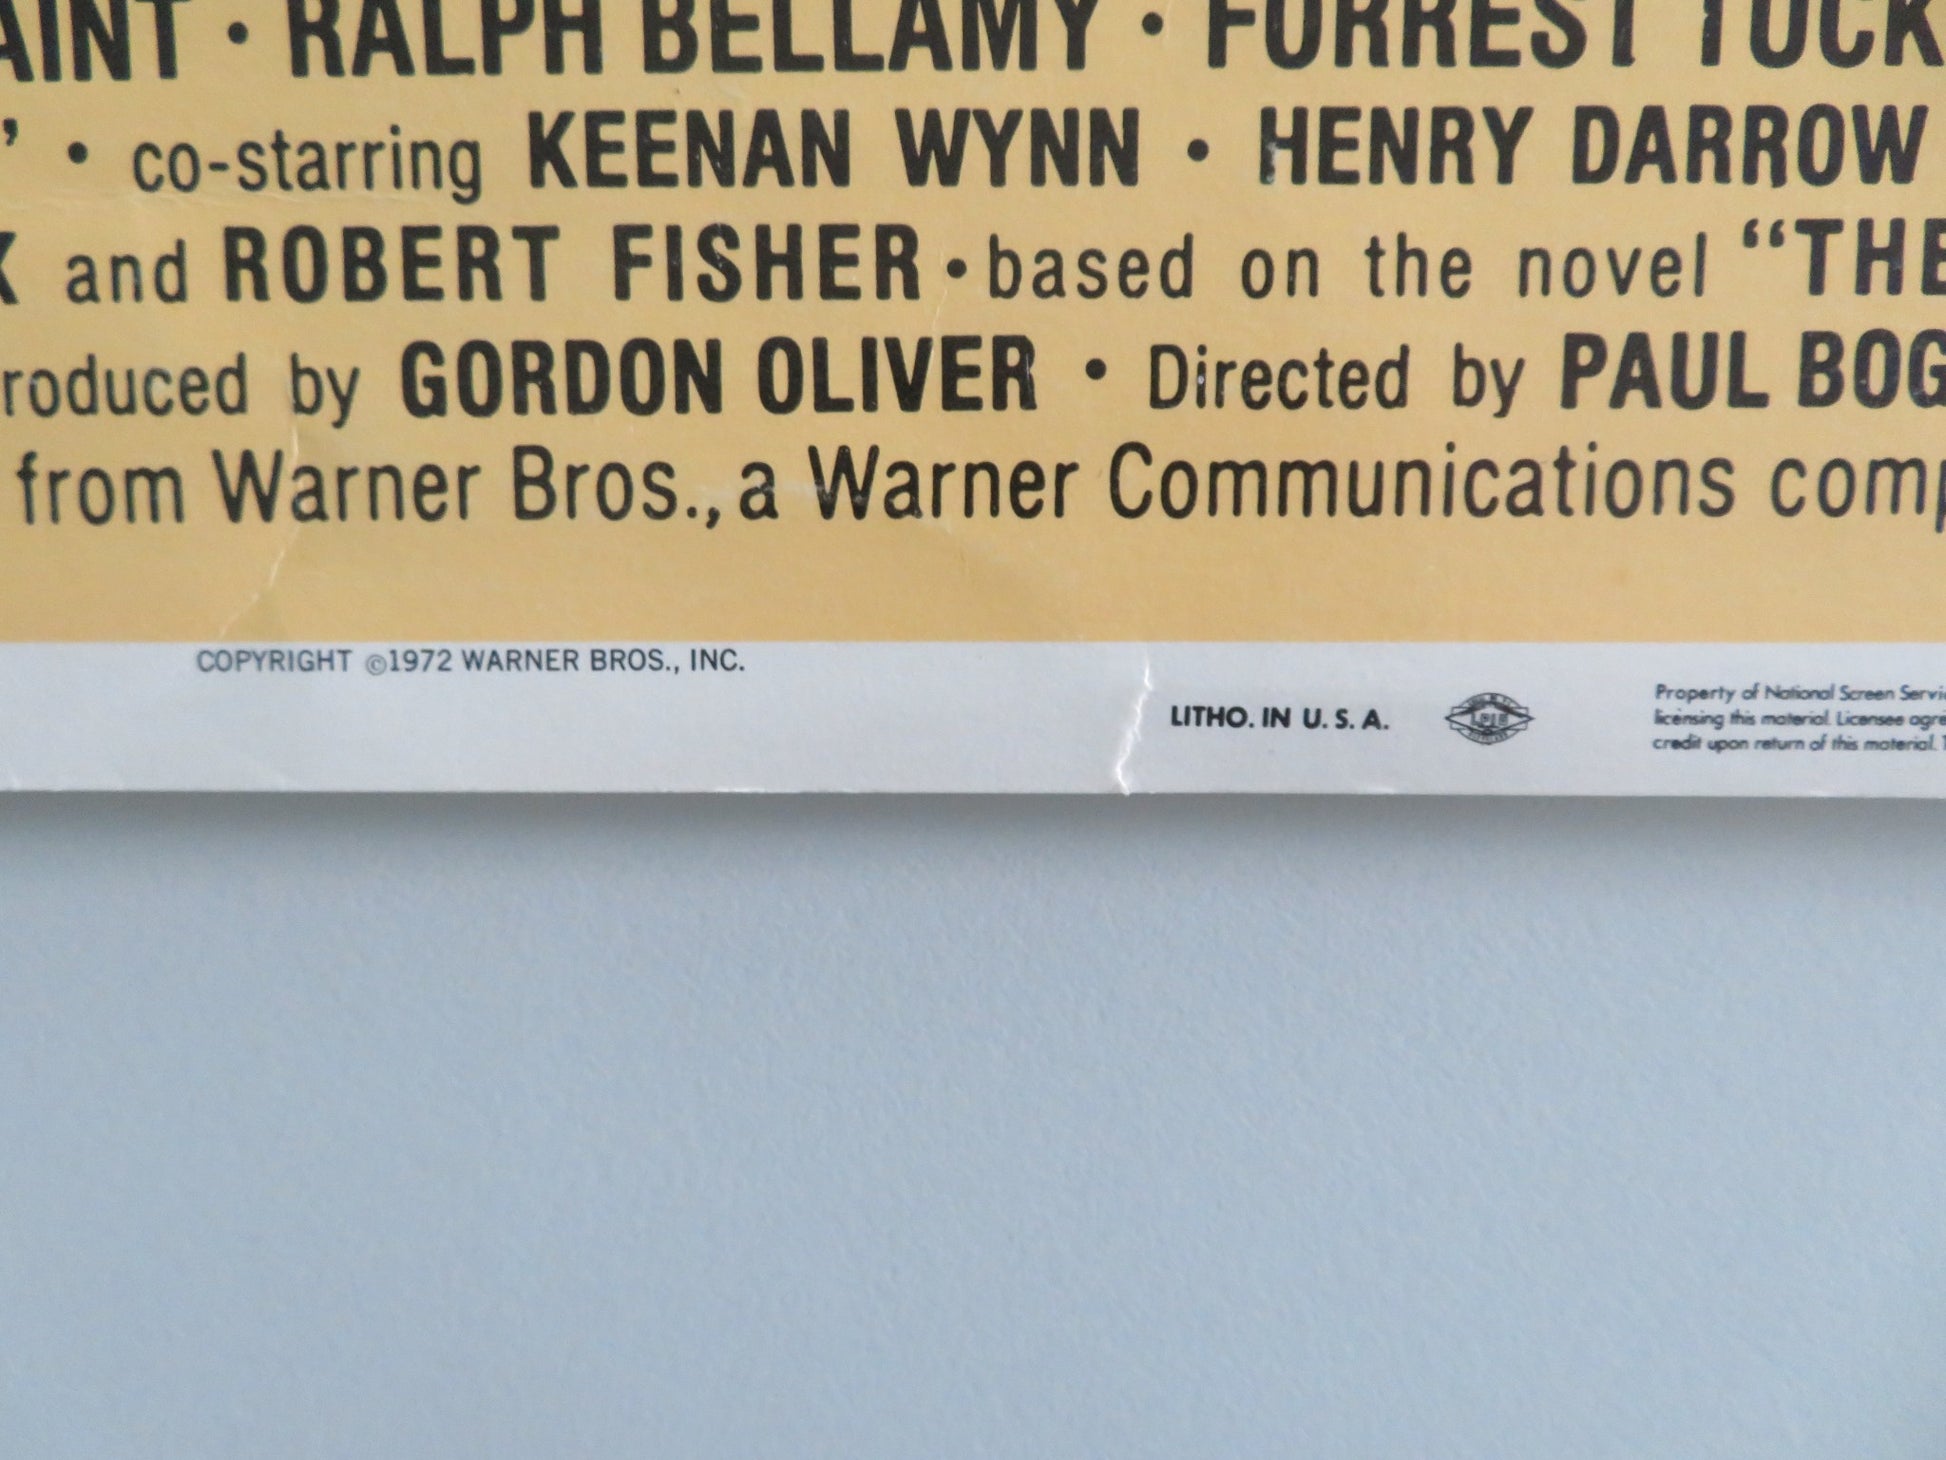 AINT · RALPH BELLAMY · FORREST TUCK
’ · co-starring KEENAN WYNN · HENRY DARROW
K and ROBERT FISHER · based on the novel “THE
roduced by GORDON OLIVER · Directed by PAUL BOG
from Warner Bros., a Warner Communications comp
COPYRIGHT ©1972 WARNER BROS., INC.
LITHO. IN U. S. A.
Property of National Screen Servi
licensing this material. Licensee agre
credit upon return of this material. T